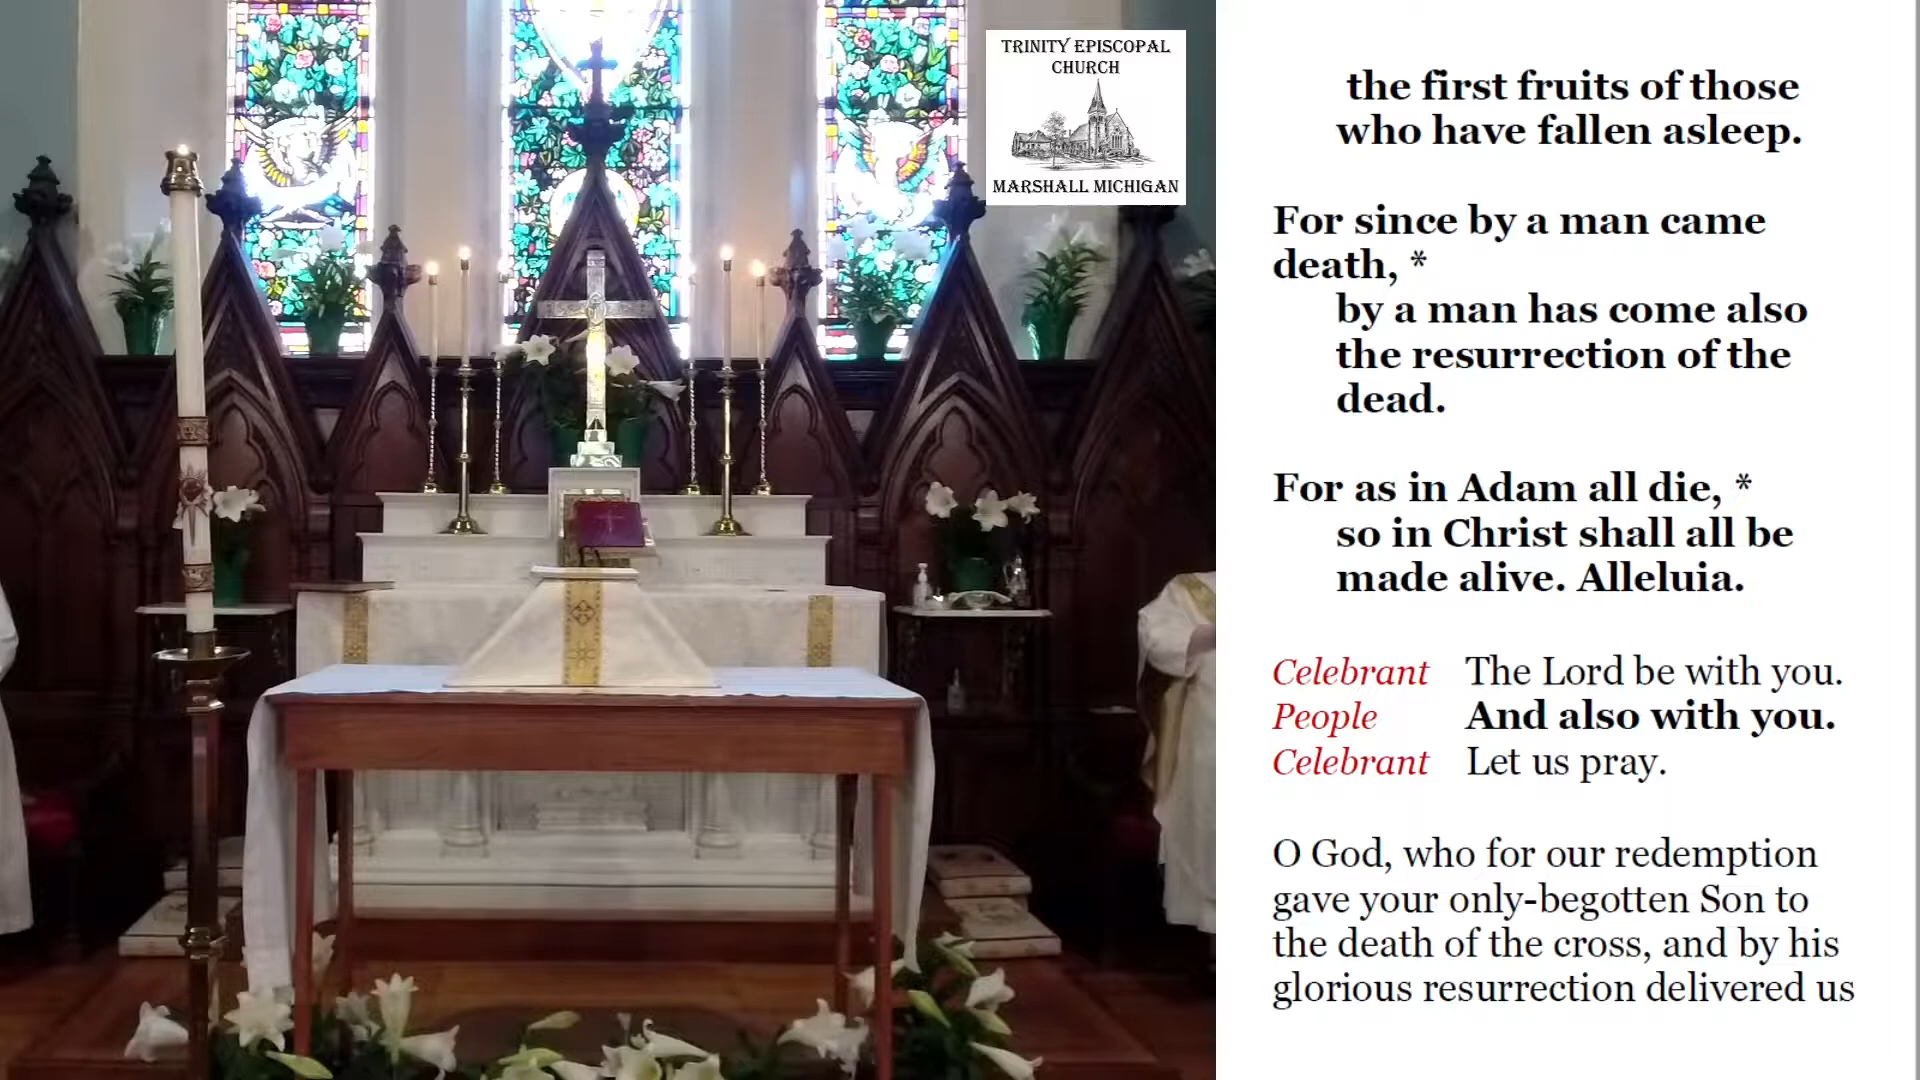 TRINITY EPISCOPAL
CHURCH
MARSHALL MICHIGAN
the first fruits of those
who have fallen asleep.
For since by a man came
death, *
by a man has come also
the resurrection of the
dead.
For as in Adam all die, *
so in Christ shall all be
made alive. Alleluia.
Celebrant The Lord be with you.
People And also with you.
Celebrant Let us pray.
O God, who for our redemption
gave your only-begotten Son to
the death of the cross, and by his
glorious resurrection delivered us